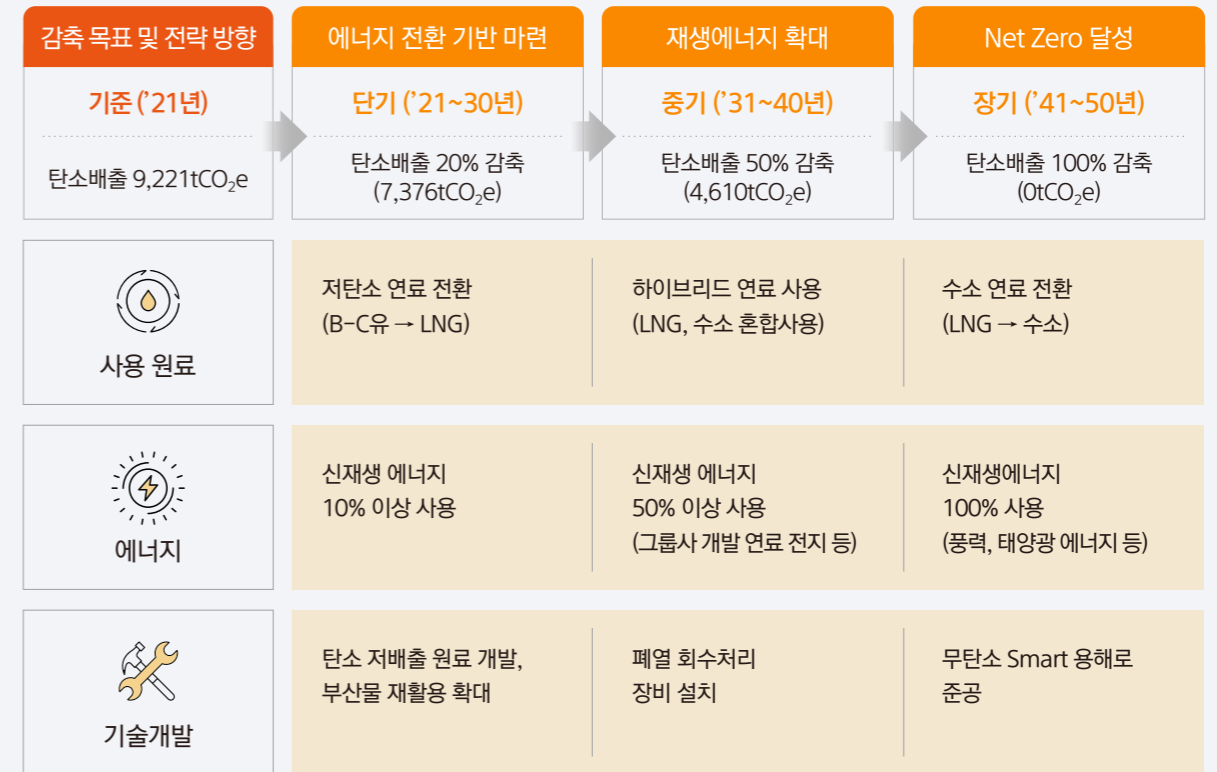 감축 목표 및 전략 방향
에너지 전환 기반 마련
재생에너지 확대
Net Zero 달성
기준 (’21년)
단기 (’21~30년)
중기 (’31~40년)
장기 (’41~50년)
탄소배출 9,221tCO₂e
탄소배출 20% 감축
(7,376tCO₂e)
탄소배출 50% 감축
(4,610tCO₂e)
탄소배출 100% 감축
(0tCO₂e)
사용 원료
저탄소 연료 전환
(B-C유 → LNG)
하이브리드 연료 사용
(LNG, 수소 혼합사용)
수소 연료 전환
(LNG → 수소)
에너지
신재생 에너지
10% 이상 사용
신재생 에너지
50% 이상 사용
(그룹사 개발 연료 전지 등)
신재생에너지
100% 사용
(풍력, 태양광 에너지 등)
기술개발
탄소 저배출 원료 개발,
부산물 재활용 확대
폐열 회수처리
장비 설치
무탄소 Smart 용해로
준공